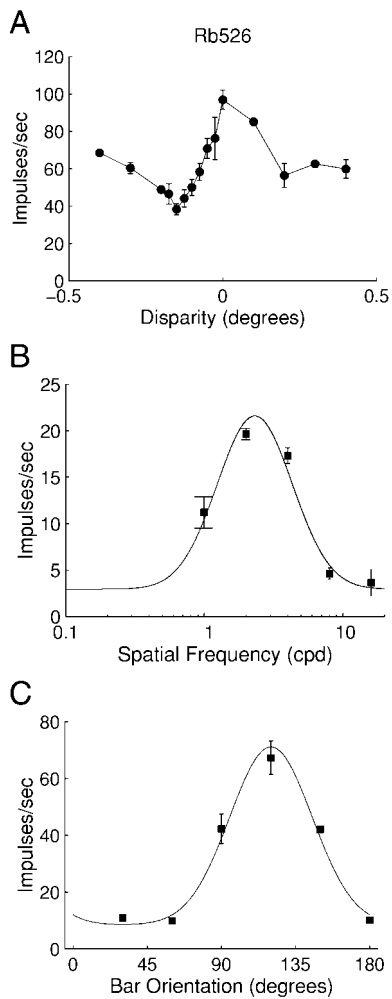 A
Rb526
Impulses/sec
120
100
80
60
40
20
0
−0.5
0
0.5
Disparity (degrees)
B
Impulses/sec
25
20
15
10
5
0
0.1
1
10
Spatial Frequency (cpd)
C
Impulses/sec
80
60
40
20
0
0
45
90
135
180
Bar Orientation (degrees)